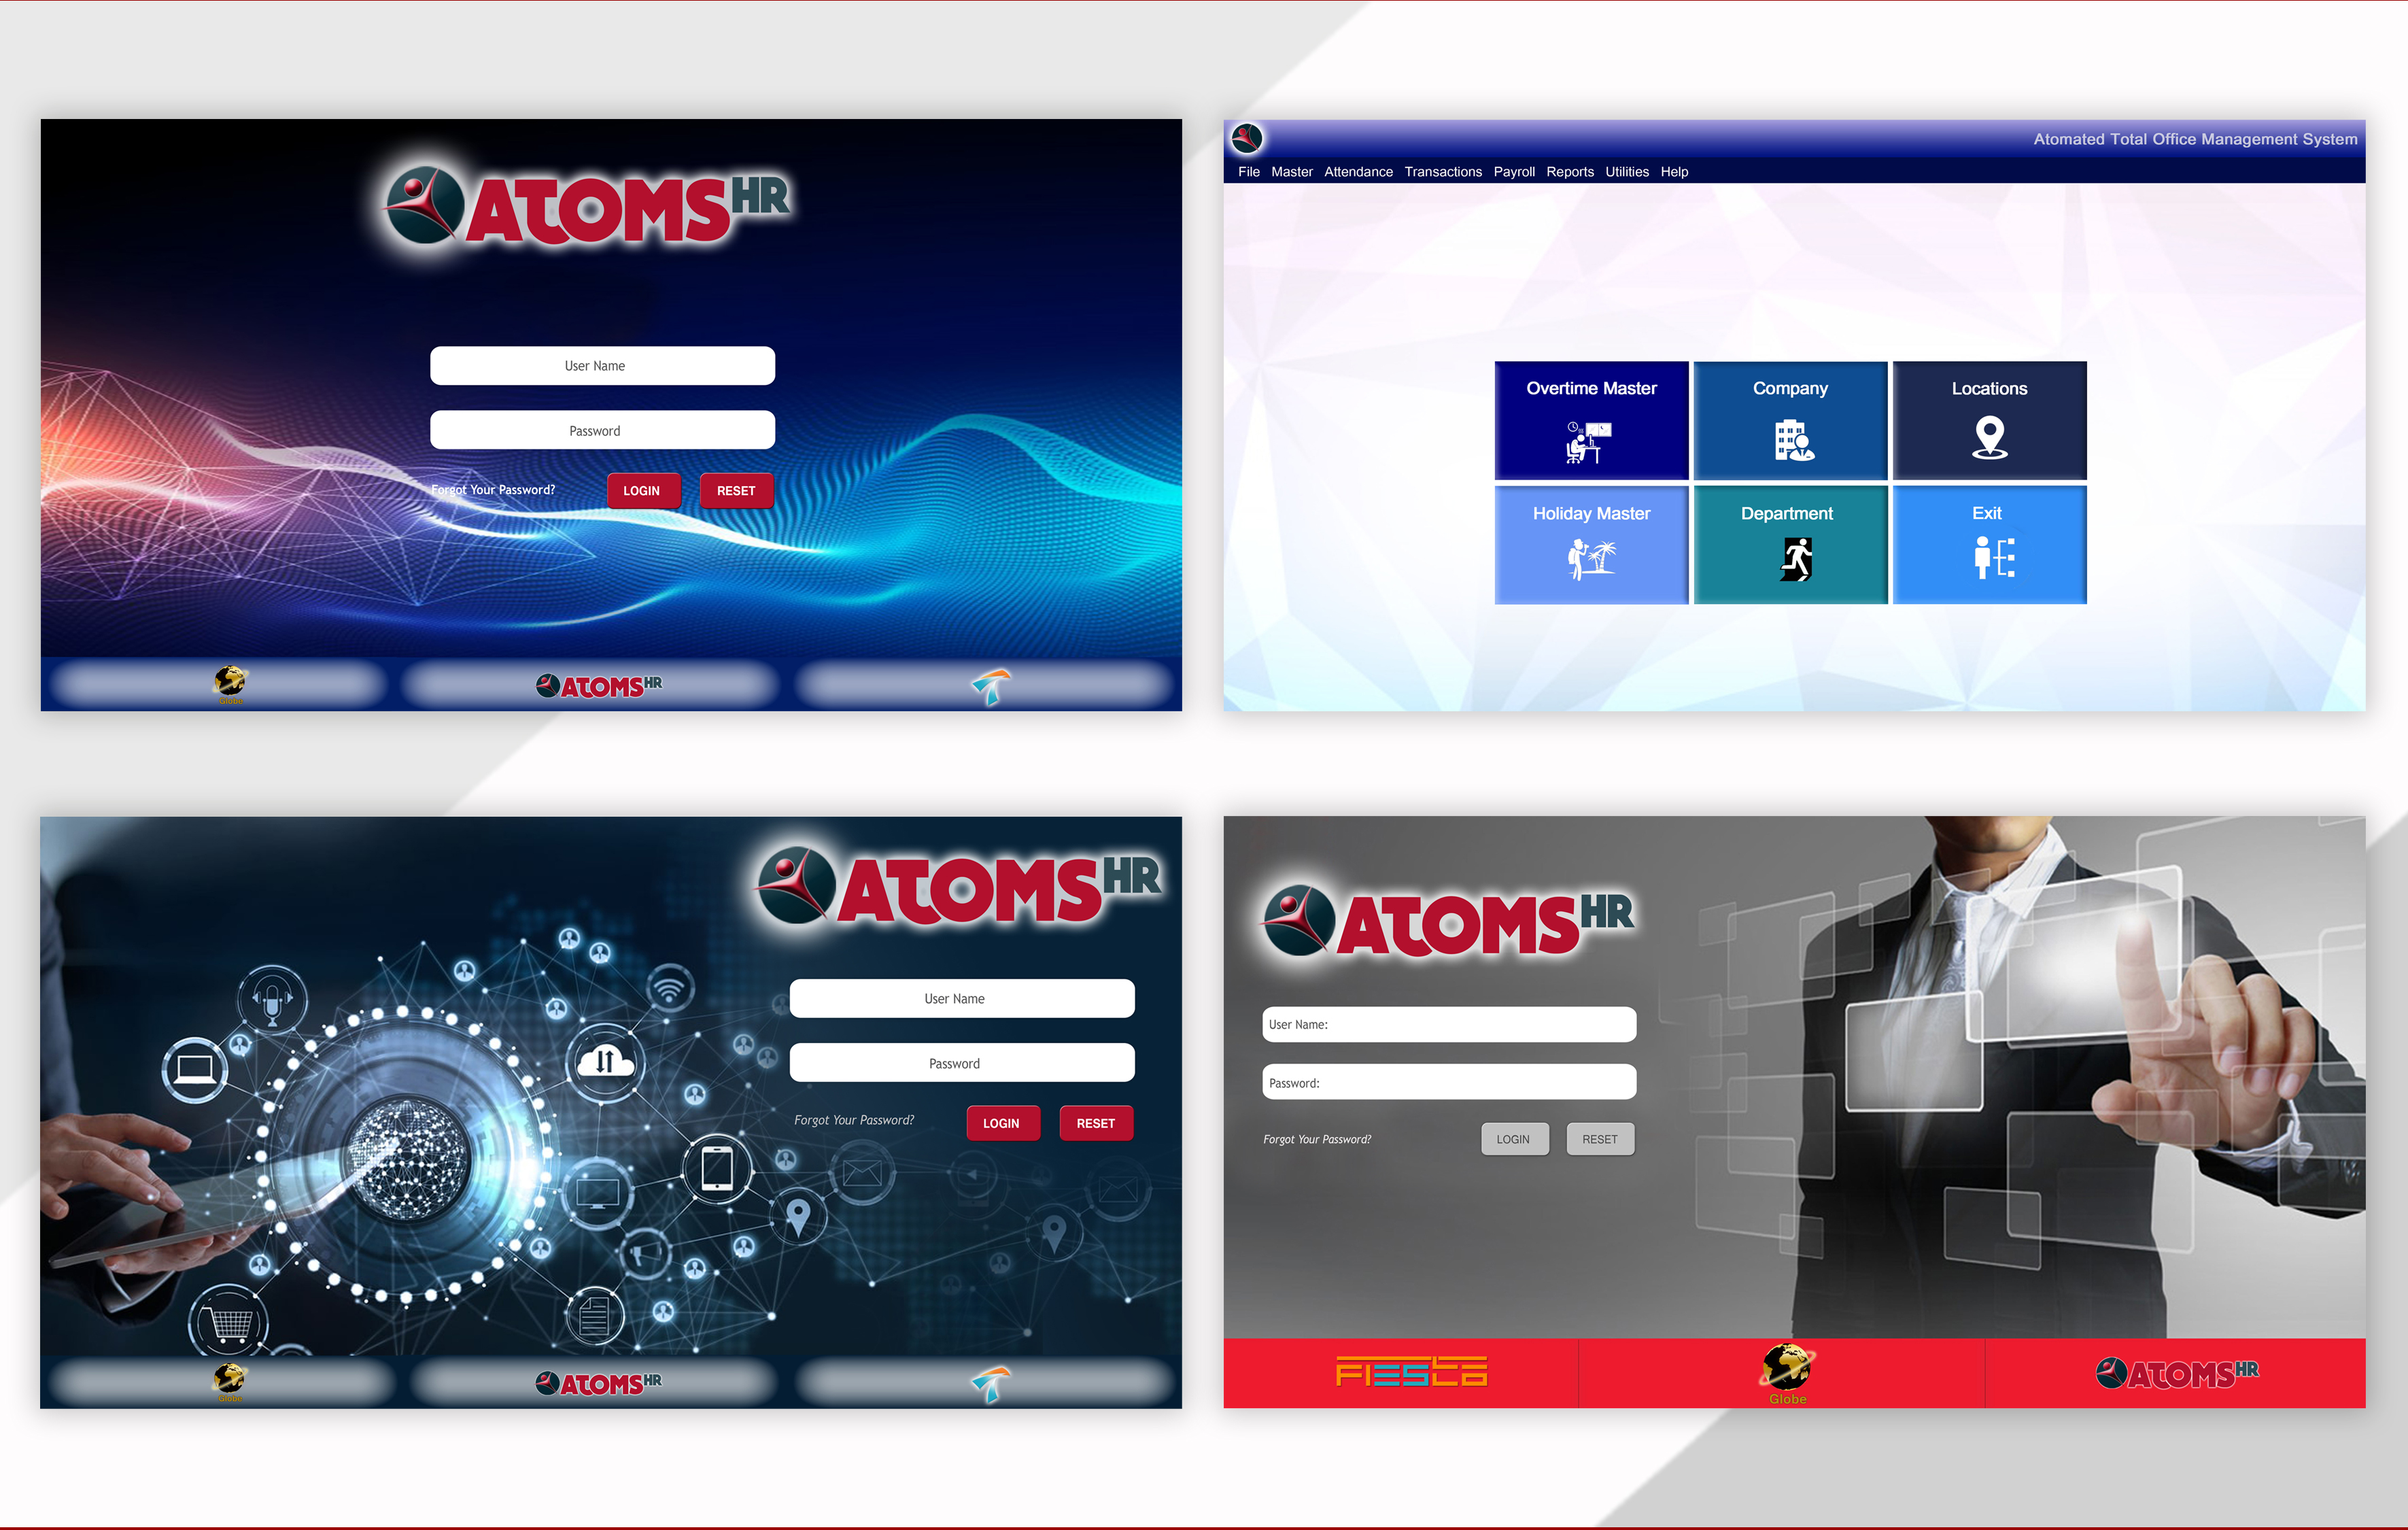 ATOMS HR
User Name
Password
Forgot Your Password? LOGIN RESET
Globe ATOMS HR
Atomated Total Office Management System
File Master Attendance Transactions Payroll Reports Utilities Help
Overtime Master Company Locations
Holiday Master Department Exit
ATOMS HR
User Name
Password
Forgot Your Password? LOGIN RESET
Globe ATOMS HR
ATOMS HR
User Name:
Password:
Forgot Your Password? LOGIN RESET
FIESta Globe ATOMS HR